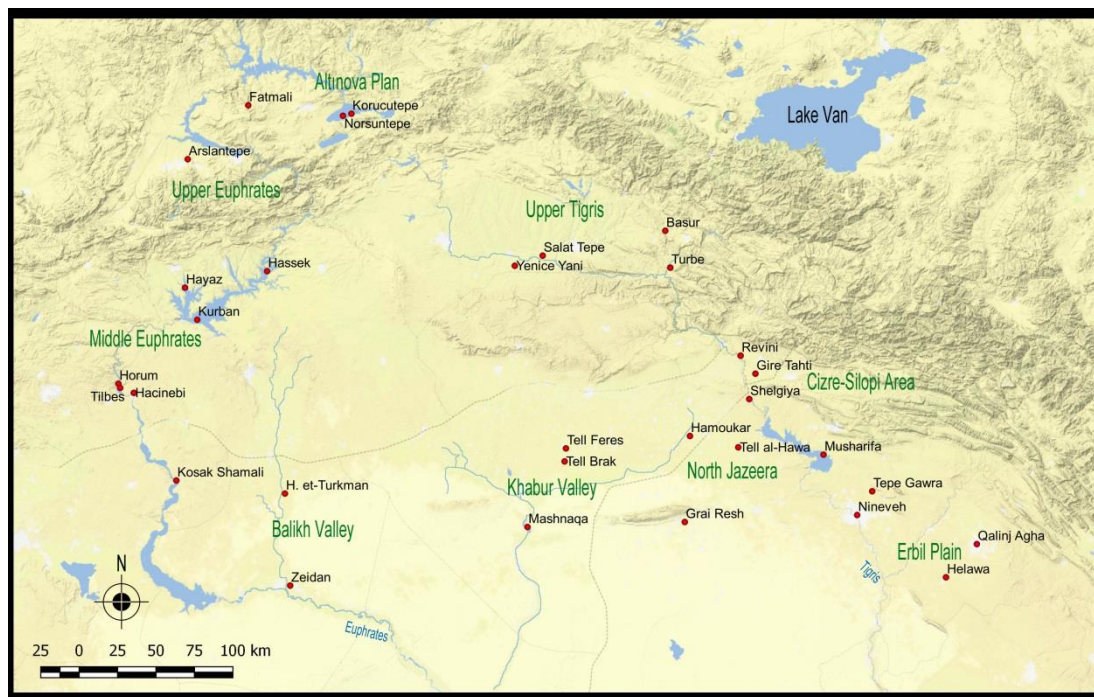 Altınova Plan
Fatmali
Korucutepe
Norsuntepe
Lake Van
Arslantepe
Upper Euphrates
Upper Tigris
Basur
Salat Tepe
Yenice Yani
Turbe
Hassek
Hayaz
Kurban
Middle Euphrates
Revini
Gire Tahti
Cizre-Silopi Area
Horum
Tilbes
Hacinebi
Shelgiya
Hamoukar
Tell Feres
Tell al-Hawa
Musharifa
Tell Brak
North Jazeera
Kosak Shamali
H. et-Turkman
Khabur Valley
Tepe Gawra
Balikh Valley
Mashnaqa
Grai Resh
Nineveh
Qalinj Agha
Erbil Plain
Helawa
Tigris
Zeidan
N
Euphrates
25 0 25 50 75 100 km